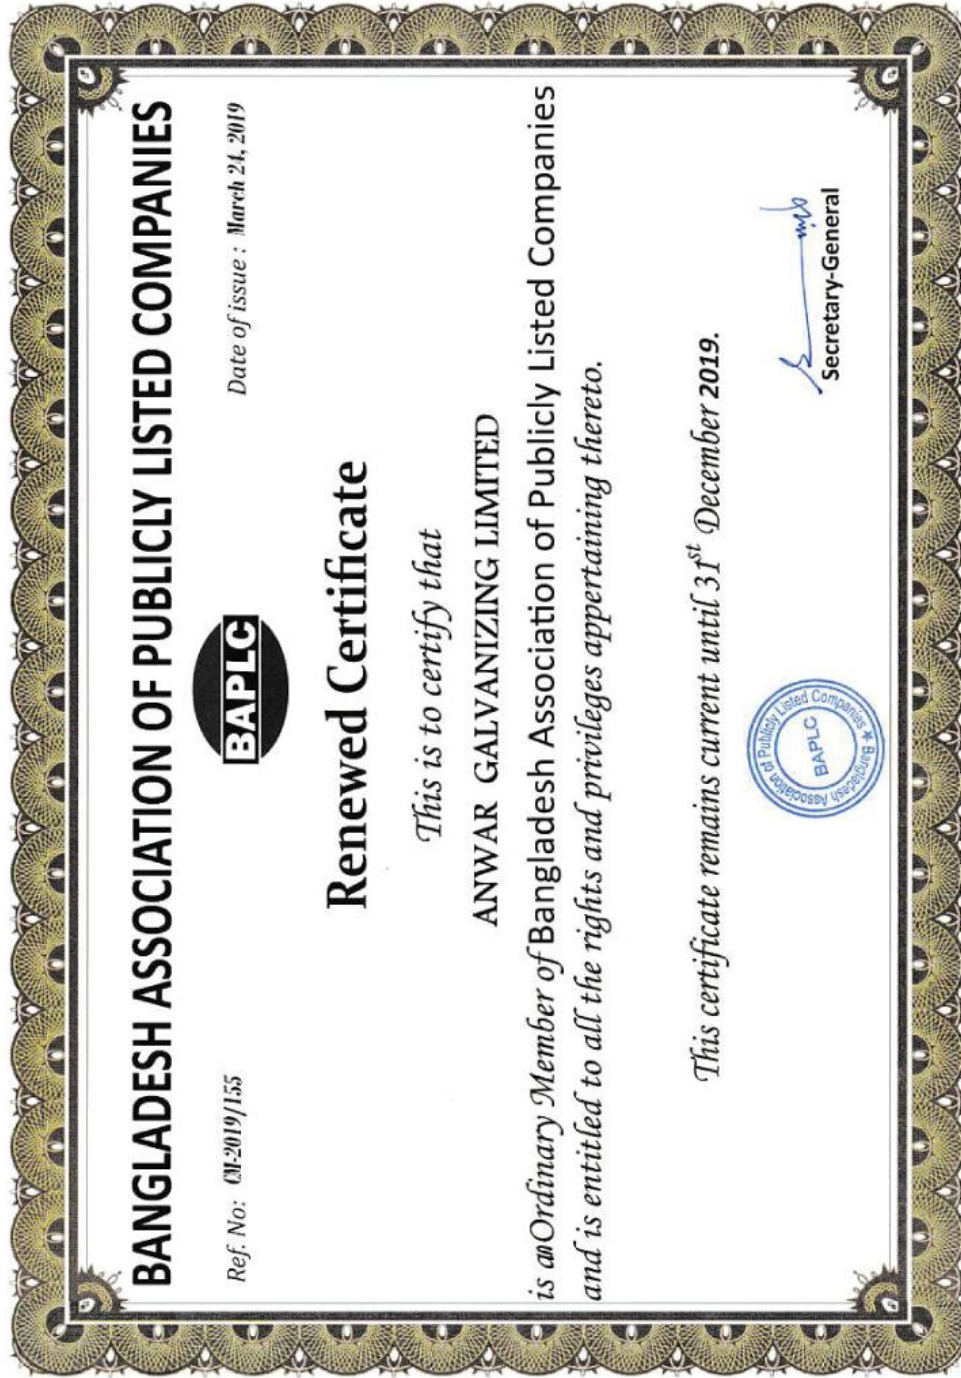 BANGLADESH ASSOCIATION OF PUBLICLY LISTED COMPANIES
Ref. No: CM-2019/155
BAPLC
Date of issue : March 24, 2019
Renewed Certificate
This is to certify that
ANWAR GALVANIZING LIMITED
is an Ordinary Member of Bangladesh Association of Publicly Listed Companies
and is entitled to all the rights and privileges appertaining thereto.
This certificate remains current until 31st December 2019.
Bangladesh Association of Publicly Listed Companies ★
BAPLC
Secretary-General